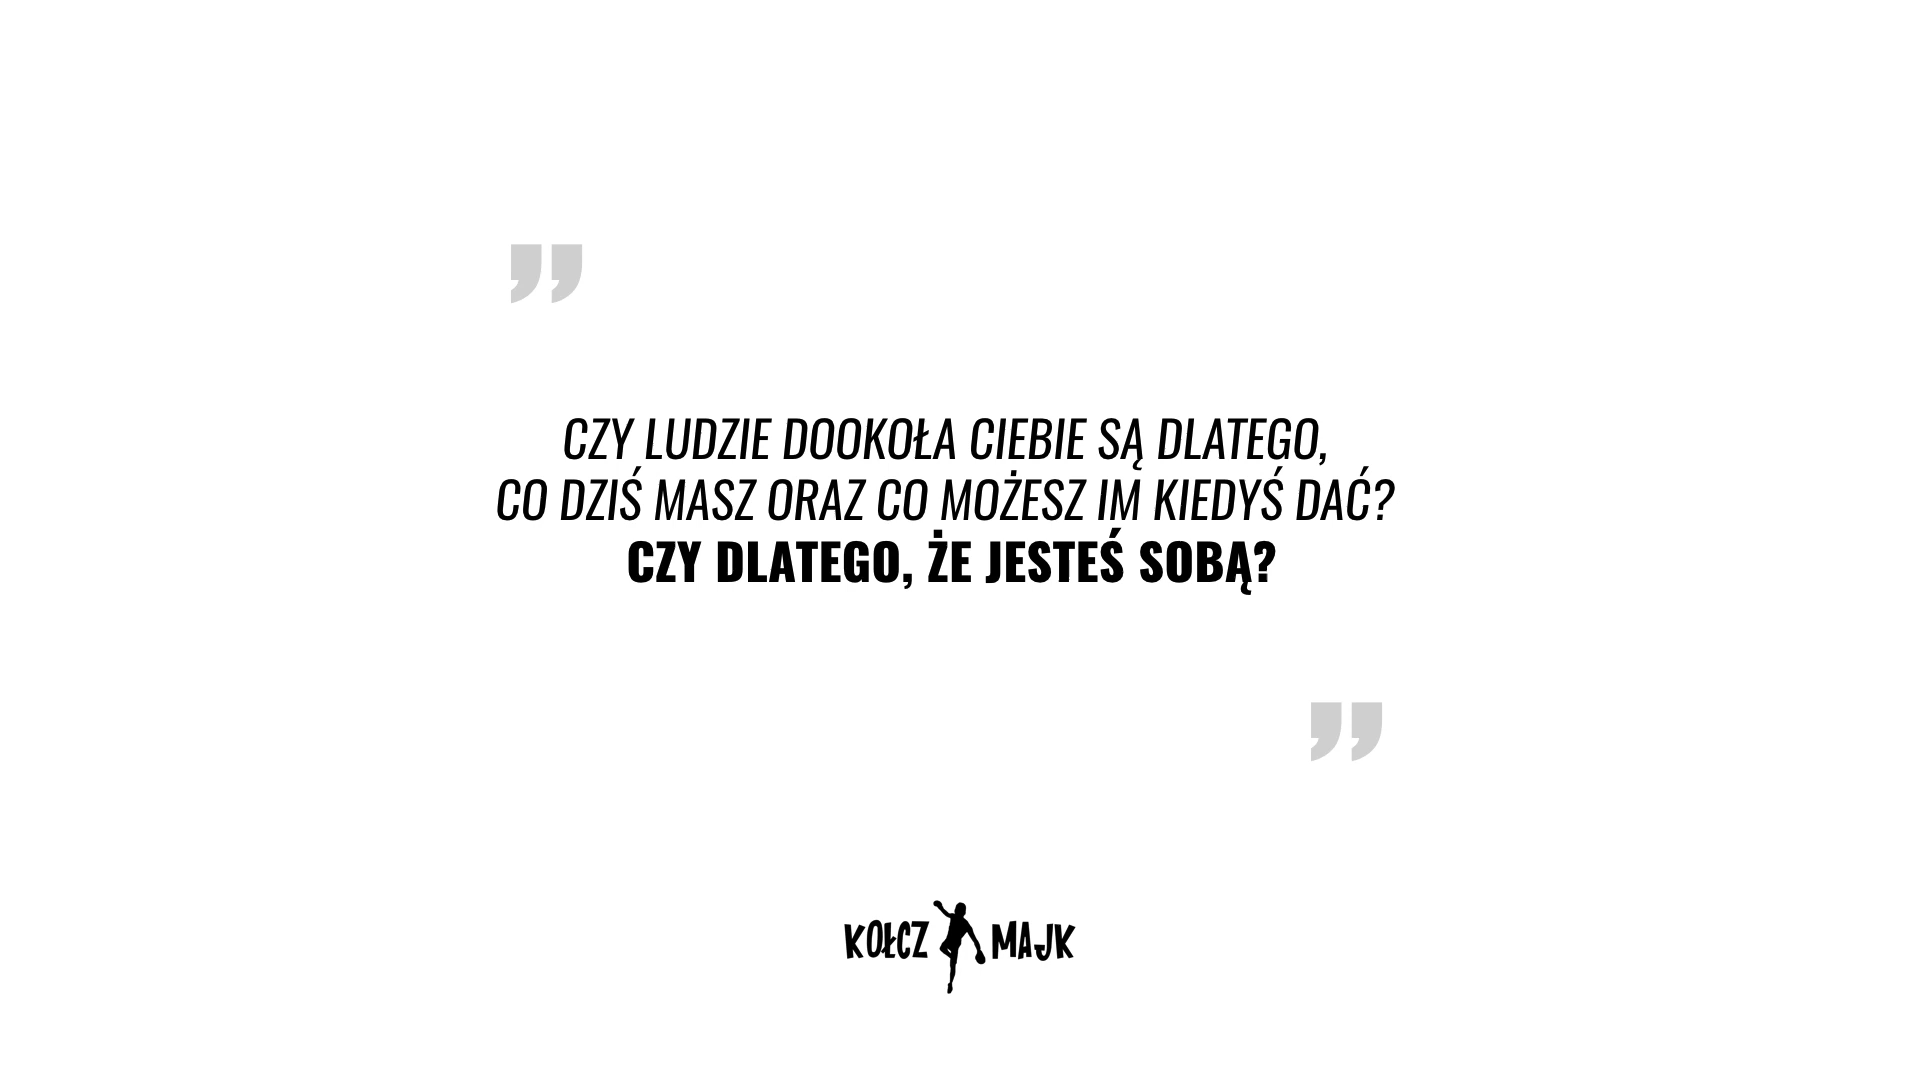 ”
CZY LUDZIE DOOKOŁA CIEBIE SĄ DLATEGO,
CO DZIŚ MASZ ORAZ CO MOŻESZ IM KIEDYŚ DAĆ?
CZY DLATEGO, ŻE JESTEŚ SOBĄ?
”
KOŁCZ MAJK